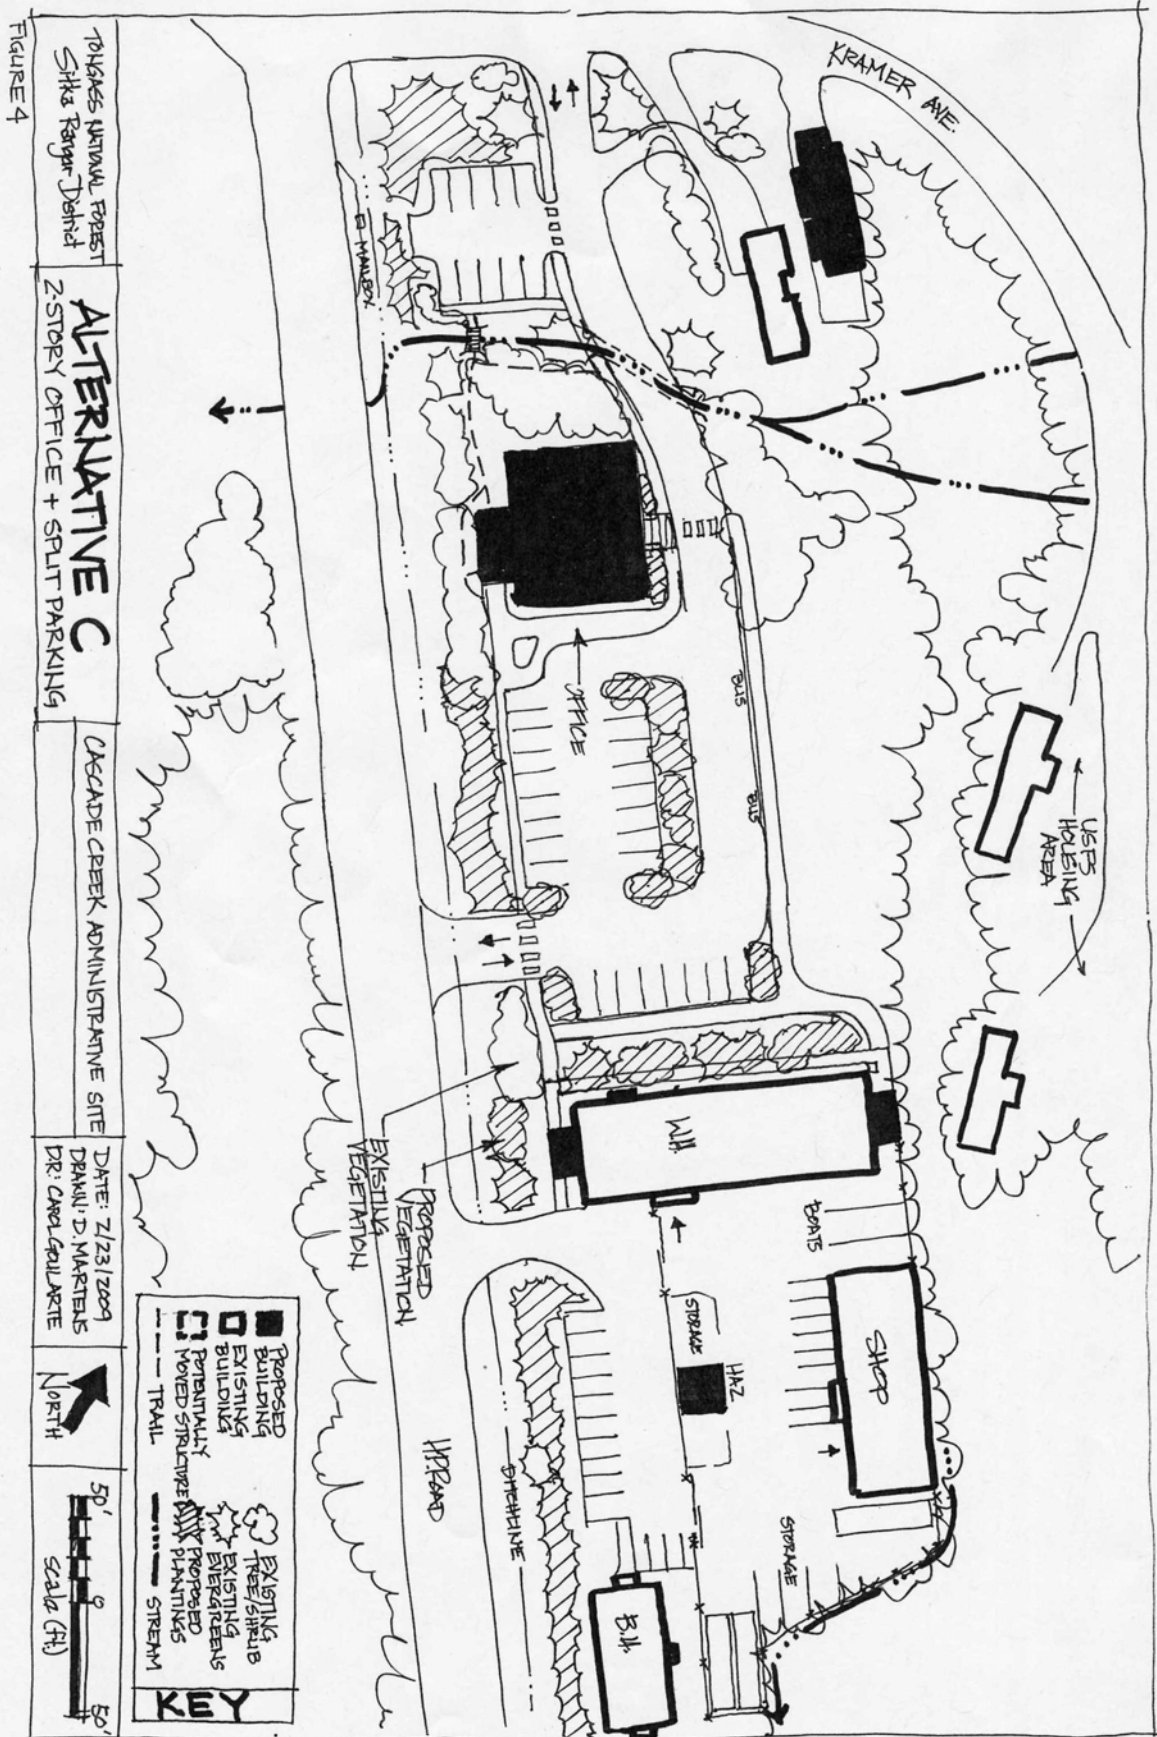 KRAMER AVE.
MAILBOX
OFFICE
BUS
BUS
USFS
HOUSING
AREA
W.H.
BOATS
EXISTING
VEGETATION
PROPOSED
VEGETATION
STORAGE
HAZ
SHOP
STORAGE
DITCHLINE
HPROAD
B.H.
PROPOSED
BUILDING
EXISTING
BUILDING
POTENTIALLY
MOVED STRUCTURE
TRAIL
EXISTING
TREE/SHRUB
EXISTING
EVERGREENS
PROPOSED
PLANTINGS
STREAM
KEY
TONGASS NATIONAL FOREST
Sitka Ranger District
ALTERNATIVE C
2-STORY OFFICE + SPLIT PARKING
CASCADE CREEK ADMINISTRATIVE SITE
DATE: 2/23/2009
DRAWN: D. MARTENS
DR: CAROL GOULARTE
NORTH
50' 0 50'
scale (ft.)
FIGURE 4